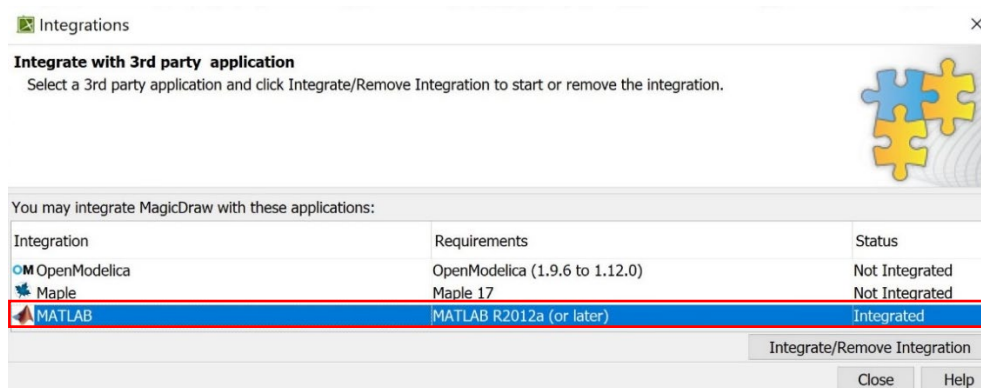 Integrations
Integrate with 3rd party application
Select a 3rd party application and click Integrate/Remove Integration to start or remove the integration.
You may integrate MagicDraw with these applications:
Integration Requirements Status
OM OpenModelica OpenModelica (1.9.6 to 1.12.0) Not Integrated
Maple Maple 17 Not Integrated
MATLAB MATLAB R2012a (or later) Integrated
Integrate/Remove Integration
Close Help